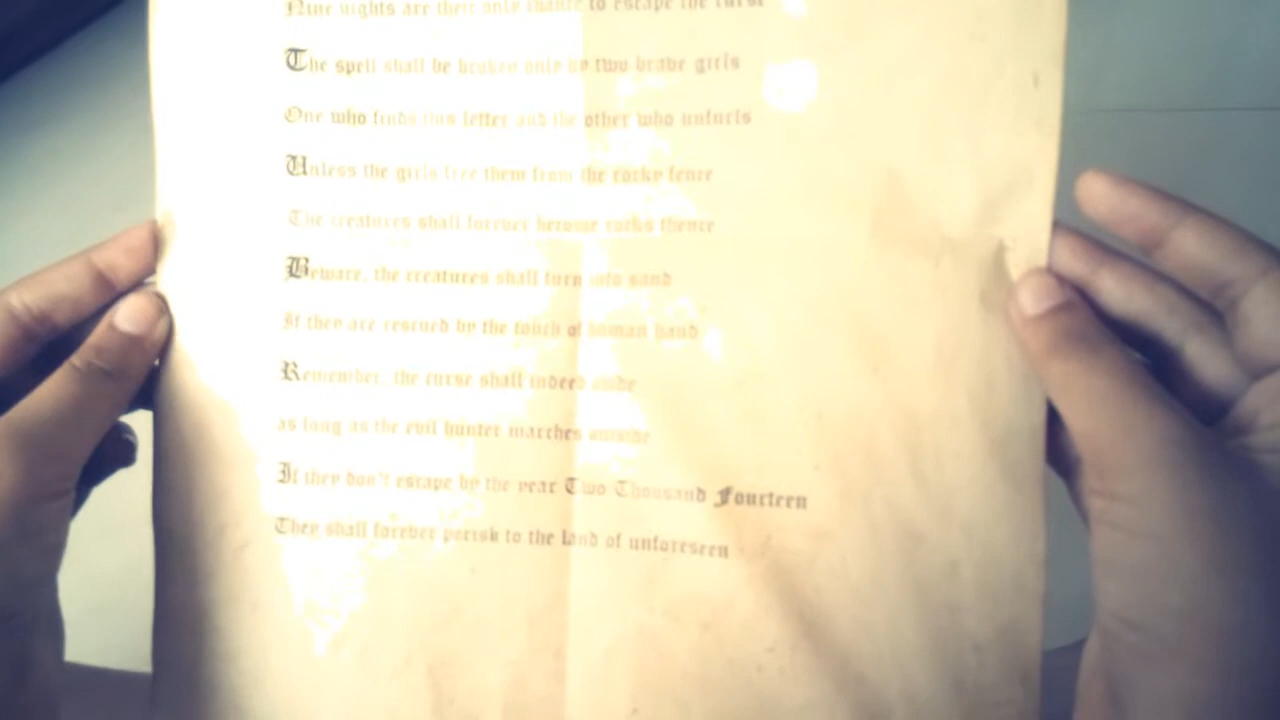 Nine nights are their only chance to escape the curse
The spell shall be broken only by two brave girls
One who finds this letter and the other who unfurls
Unless the girls free them from the rocky fence
The creatures shall forever become rocks thence
Beware, the creatures shall turn into sand
If they are rescued by the touch of human hand
Remember, the curse shall indeed
as long as the evil hunter marches outside
If they don't escape by the year Two Thousand Fourteen
They shall forever perish to the land of unforeseen